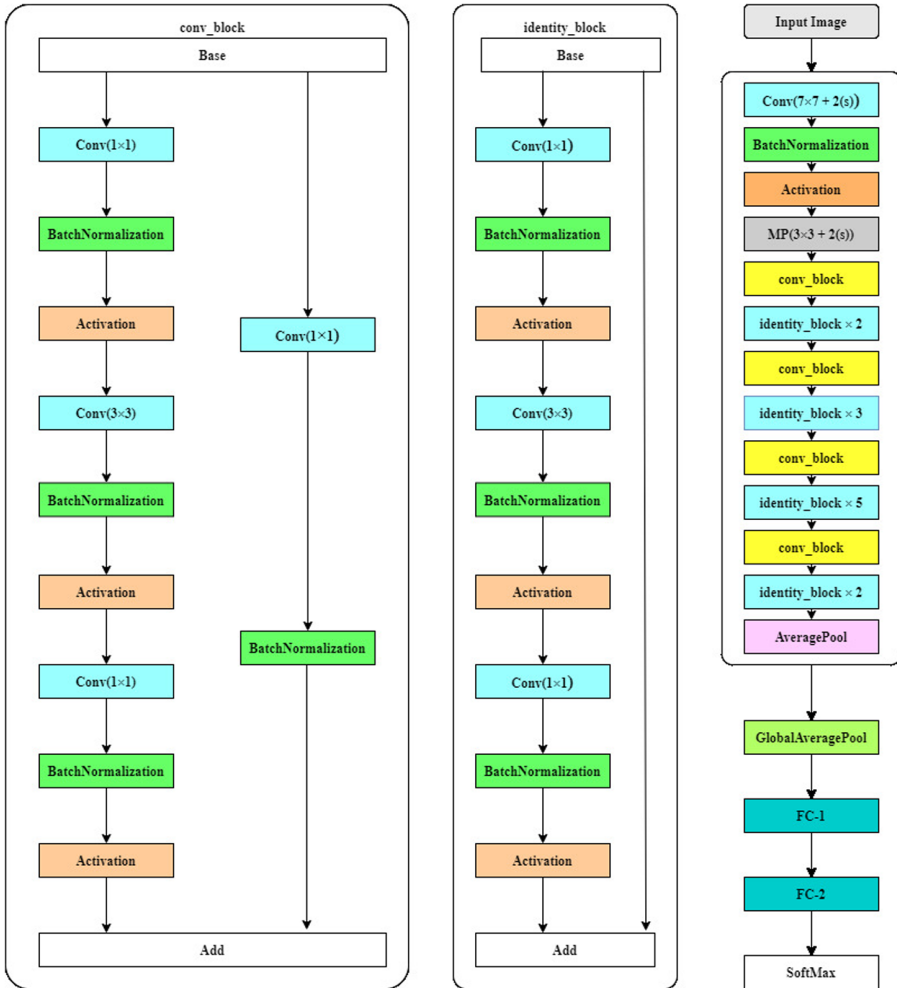 conv_block
Base
Conv(1×1)
BatchNormalization
Activation
Conv(3×3)
BatchNormalization
Activation
Conv(1×1)
BatchNormalization
Activation
Conv(1×1)
BatchNormalization
Add
identity_block
Base
Conv(1×1)
BatchNormalization
Activation
Conv(3×3)
BatchNormalization
Activation
Conv(1×1)
BatchNormalization
Activation
Add
Input Image
Conv(7×7 + 2(s))
BatchNormalization
Activation
MP(3×3 + 2(s))
conv_block
identity_block × 2
conv_block
identity_block × 3
conv_block
identity_block × 5
conv_block
identity_block × 2
AveragePool
GlobalAveragePool
FC-1
FC-2
SoftMax